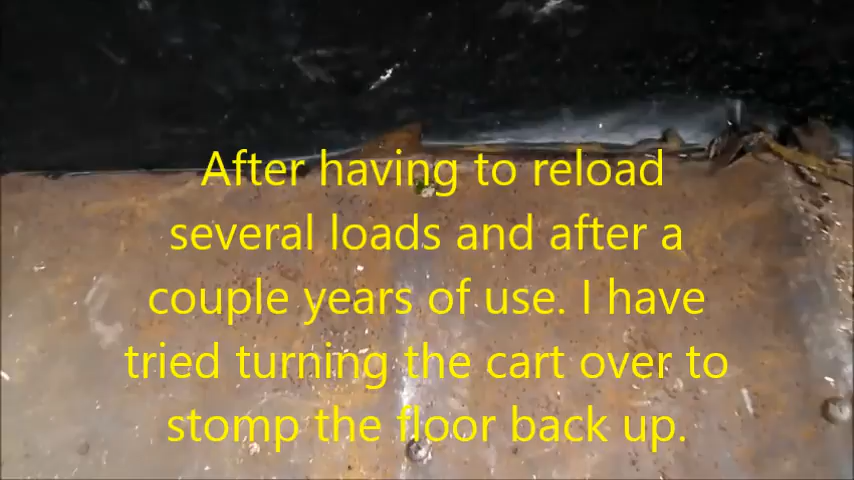 After having to reload
several loads and after a
couple years of use. I have
tried turning the cart over to
stomp the floor back up.